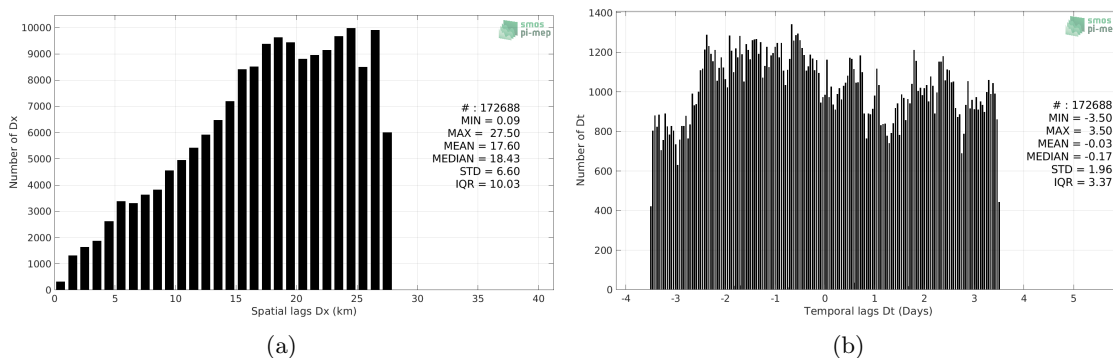 10000
9000
8000
7000
6000
5000
4000
3000
2000
1000
0
Number of Dx
smos
pi-mep
# : 172688
MIN = 0.09
MAX = 27.50
MEAN = 17.60
MEDIAN = 18.43
STD = 6.60
IQR = 10.03
0 5 10 15 20 25 30 35 40
Spatial lags Dx (km)
(a)
1400
1200
1000
800
600
400
200
0
Number of Dt
smos
pi-mep
# : 172688
MIN = -3.50
MAX = 3.50
MEAN = -0.03
MEDIAN = -0.17
STD = 1.96
IQR = 3.37
-4 -3 -2 -1 0 1 2 3 4 5
Temporal lags Dt (Days)
(b)